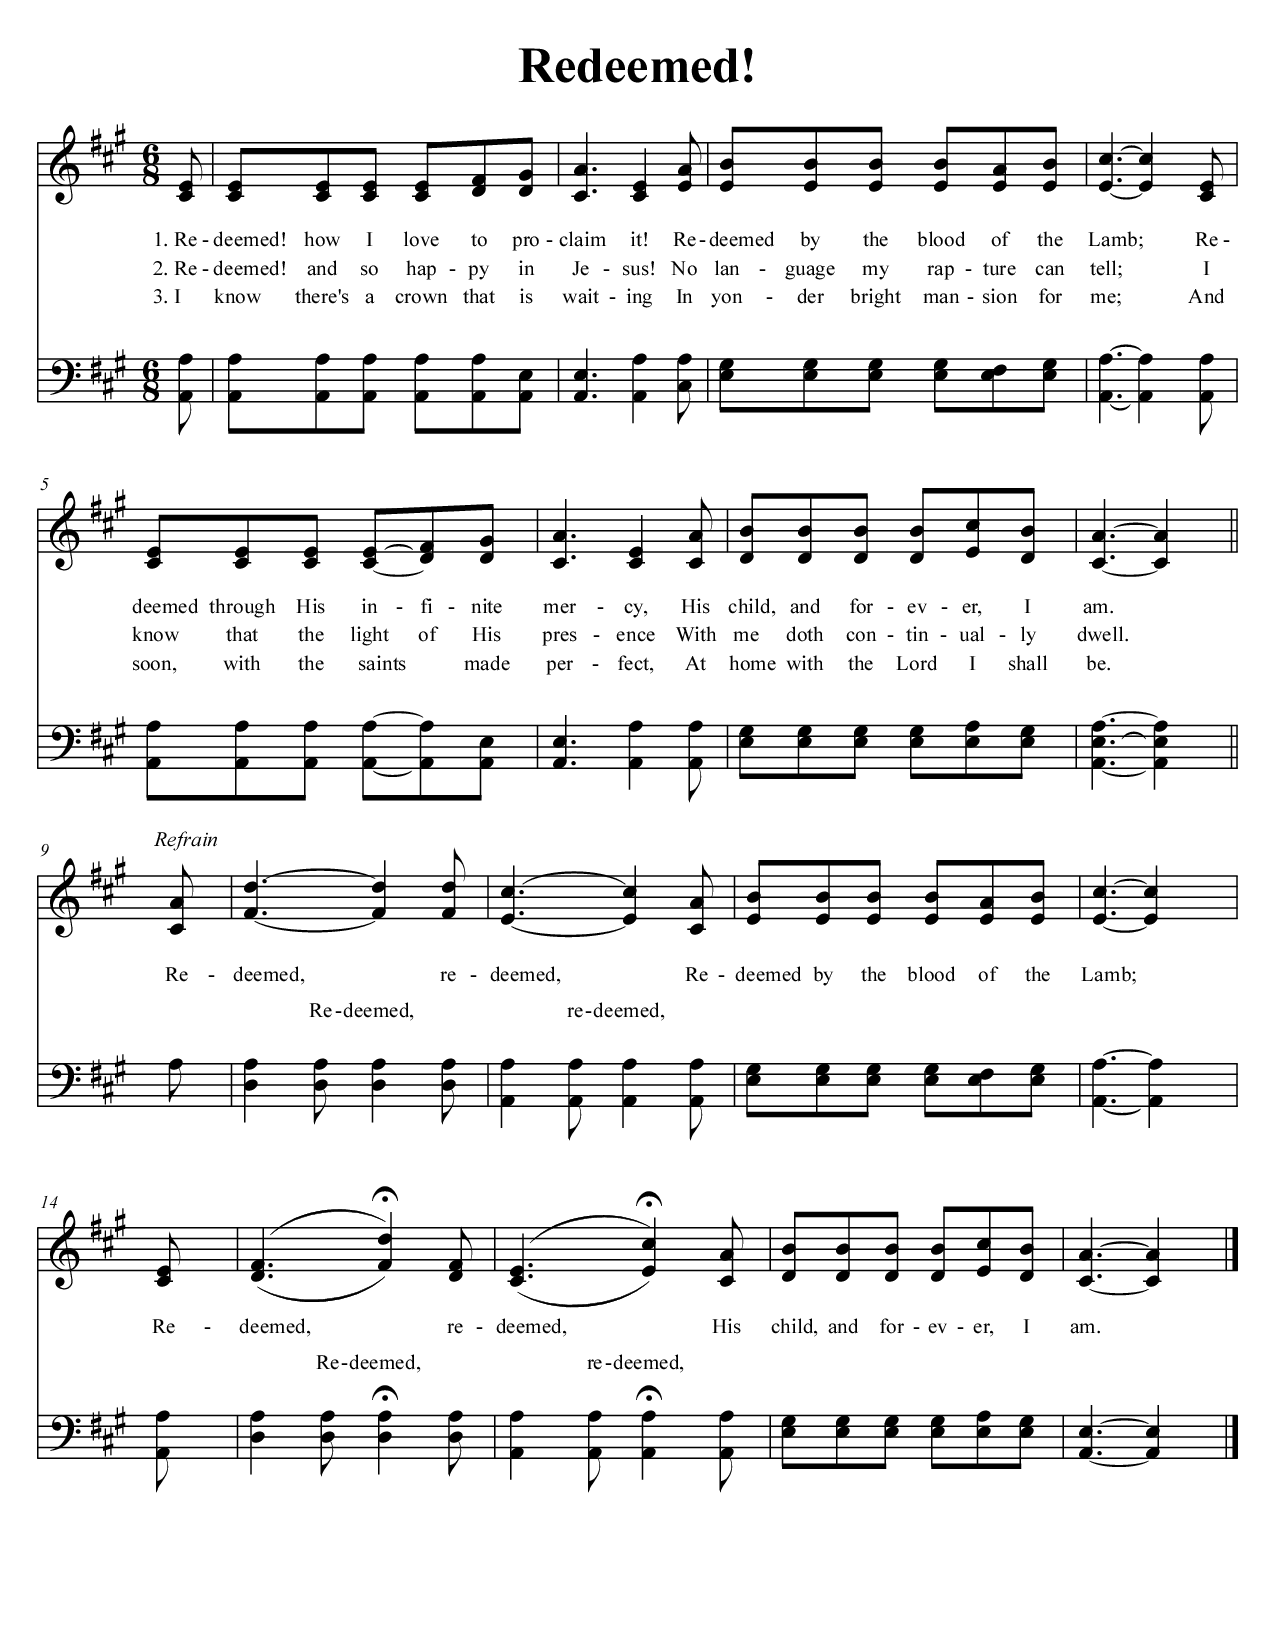 Redeemed!
6
8
1. Re - deemed! how I love to pro - claim it! Re - deemed by the blood of the Lamb; Re -
2. Re - deemed! and so hap - py in Je - sus! No lan - guage my rap - ture can tell; I
3. I know there's a crown that is wait - ing In yon - der bright man - sion for me; And
6
8
5
deemed through His in - fi - nite mer - cy, His child, and for - ev - er, I am.
know that the light of His pres - ence With me doth con - tin - ual - ly dwell.
soon, with the saints made per - fect, At home with the Lord I shall be.
9
Refrain
Re - deemed, re - deemed, Re - deemed by the blood of the Lamb;
Re - deemed, re - deemed,
14
Re - deemed, re - deemed, His child, and for - ev - er, I am.
Re - deemed, re - deemed,